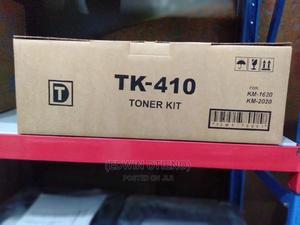 T
TK-410
TONER KIT
FOR
KM-1620
KM-2020
(EDWIN OTIENO)
POSTED ON JIJI